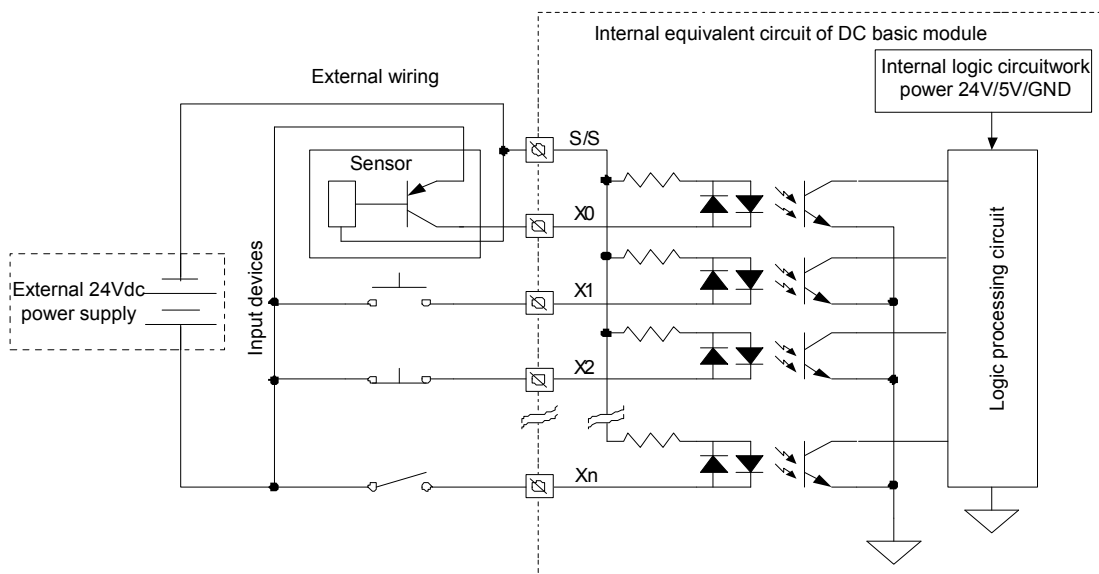 Internal equivalent circuit of DC basic module
Internal logic circuitwork
power 24V/5V/GND
External wiring
S/S
Sensor
X0
External 24Vdc
power supply
Input devices
X1
X2
Xn
Logic processing circuit